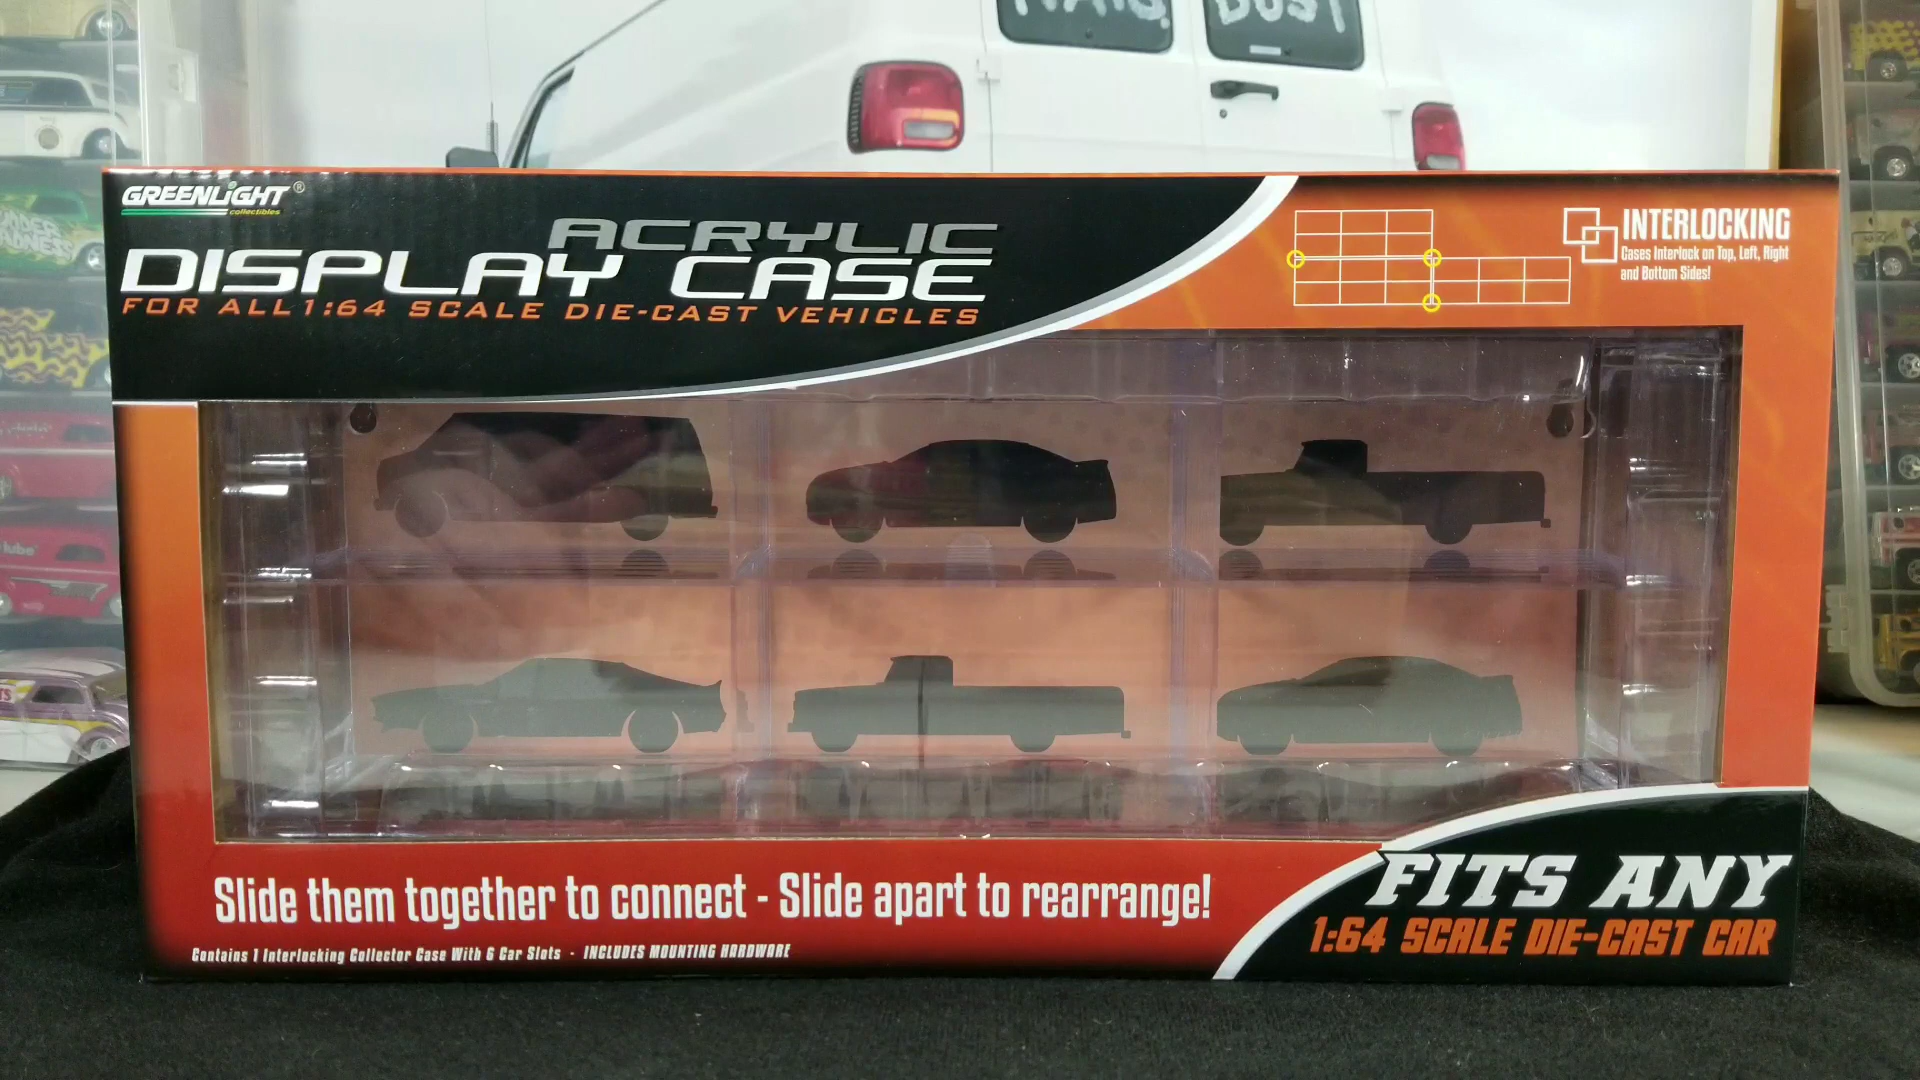 BUST
GREENLiGHT®
collectibles
ACRYLIC
DISPLAY CASE
FOR ALL 1:64 SCALE DIE-CAST VEHICLES
INTERLOCKING
Cases Interlock on Top, Left, Right
and Bottom Sides!
Slide them together to connect - Slide apart to rearrange!
Contains 1 Interlocking Collector Case With 6 Car Slots - INCLUDES MOUNTING HARDWARE
FITS ANY
1:64 SCALE DIE-CAST CAR